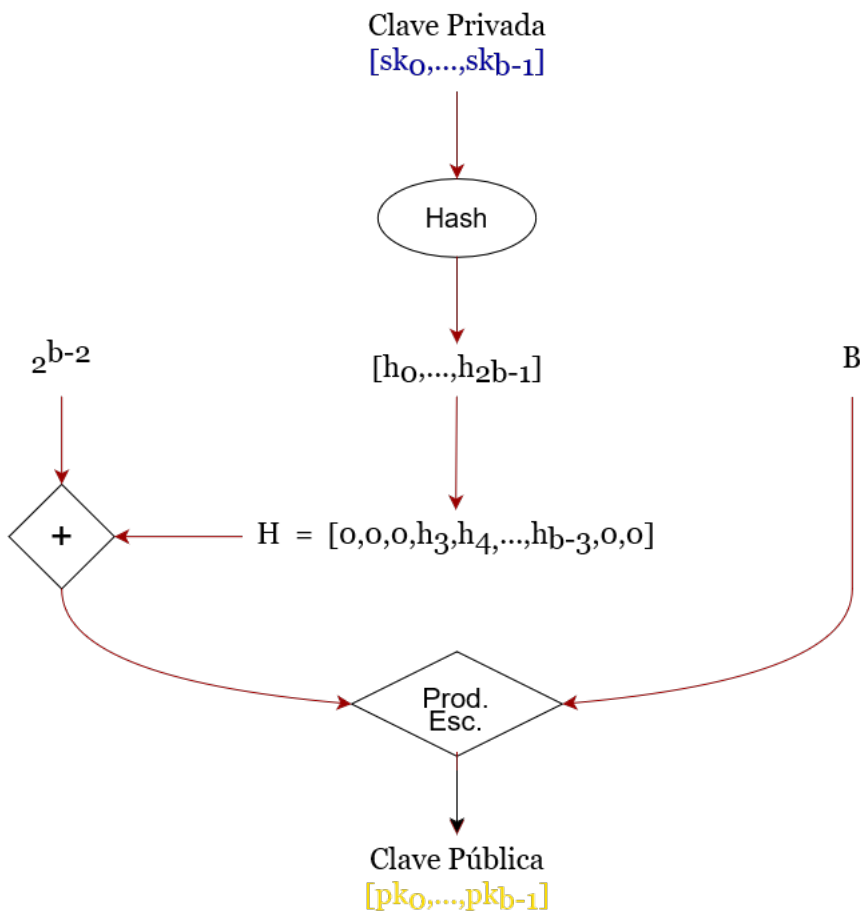 Clave Privada
[sk0,...,skb-1]
Hash
2b-2
[h0,...,h2b-1]
B
+
H = [0,0,0,h3,h4,...,hb-3,0,0]
Prod.
Esc.
Clave Pública
[pk0,...,pkb-1]